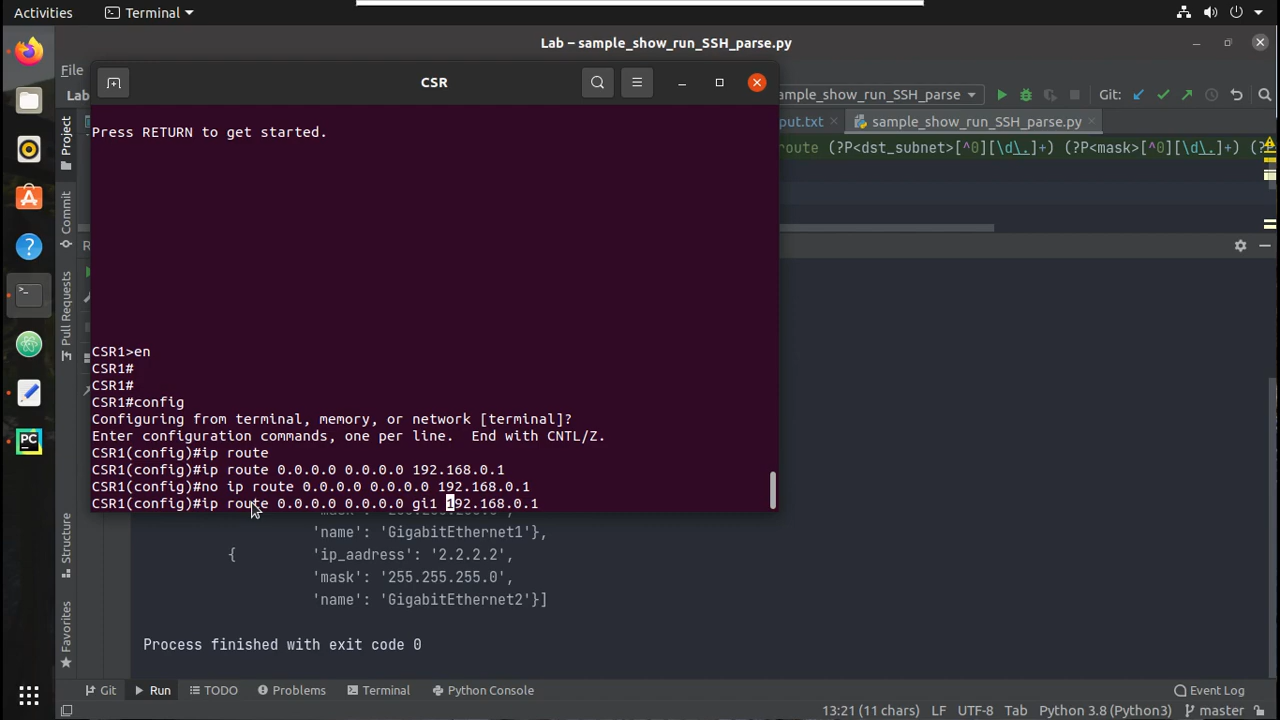 Activities
Terminal
Lab – sample_show_run_SSH_parse.py
File
CSR
Lab
ample_show_run_SSH_parse
Git:
put.txt
sample_show_run_SSH_parse.py
Press RETURN to get started.
route (?P<dst_subnet>[^0][\d\.]+) (?P<mask>[^0][\d\.]+) (?
Project
Commit
Pull Requests
Structure
Favorites
CSR1>en
CSR1#
CSR1#
CSR1#config
Configuring from terminal, memory, or network [terminal]?
Enter configuration commands, one per line.  End with CNTL/Z.
CSR1(config)#ip route
CSR1(config)#ip route 0.0.0.0 0.0.0.0 192.168.0.1
CSR1(config)#no ip route 0.0.0.0 0.0.0.0 192.168.0.1
CSR1(config)#ip route 0.0.0.0 0.0.0.0 gi1 192.168.0.1
'name': 'GigabitEthernet1'},
{ 'ip_aadress': '2.2.2.2',
'mask': '255.255.255.0',
'name': 'GigabitEthernet2'}]
Process finished with exit code 0
Git
Run
TODO
Problems
Terminal
Python Console
Event Log
13:21 (11 chars) LF UTF-8 Tab Python 3.8 (Python3) master